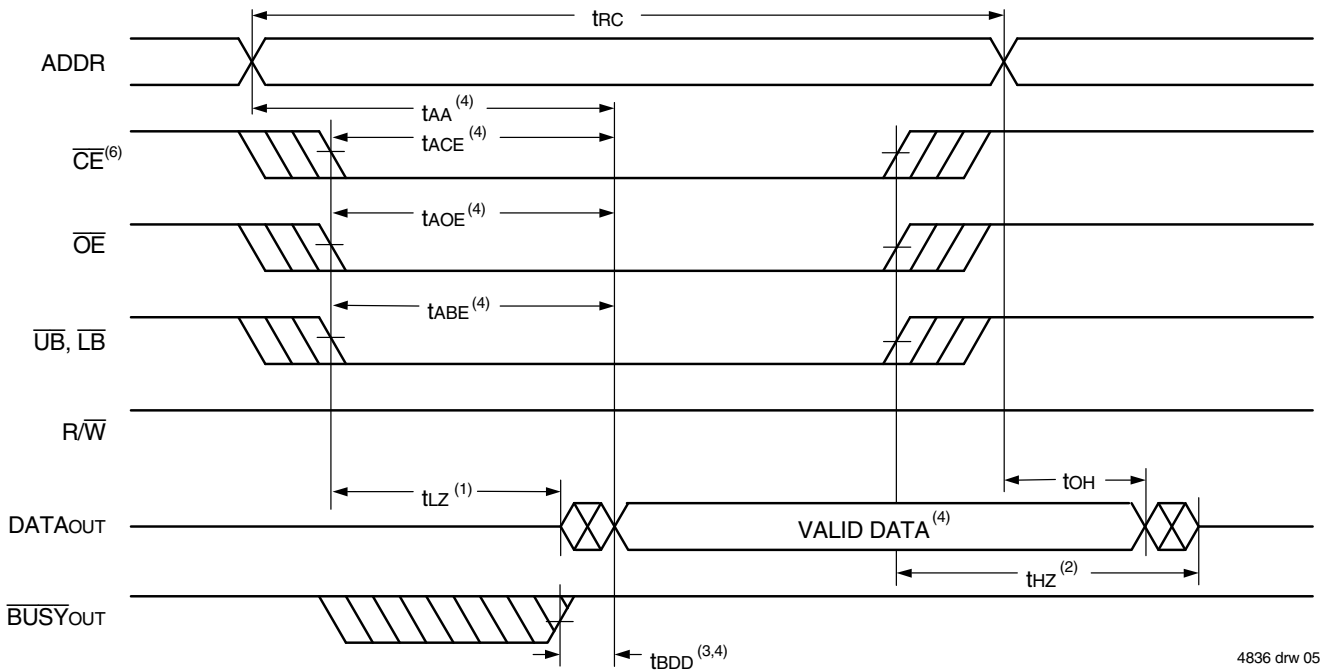 tRC
ADDR
tAA (4)
tACE (4)
CE(6)
tAOE (4)
OE
tABE (4)
UB, LB
R/W
tLZ (1)
tOH
DATAOUT
VALID DATA(4)
tHZ (2)
BUSYOUT
tBDD (3,4)
4836 drw 05